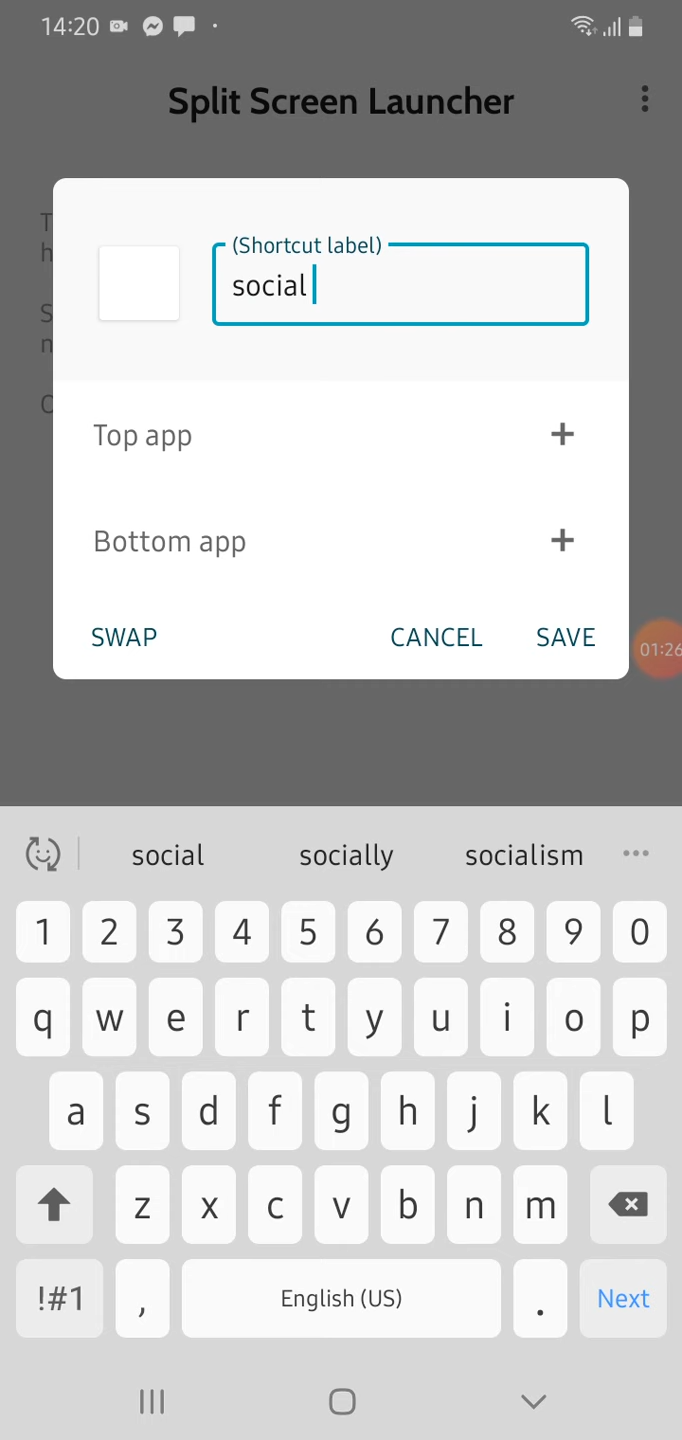 14:20
Split Screen Launcher
T
h
S
n
O
(Shortcut label)
social
Top app +
Bottom app +
SWAP CANCEL SAVE
01:26
social socially socialism
1 2 3 4 5 6 7 8 9 0
q w e r t y u i o p
a s d f g h j k l
z x c v b n m
!#1 , English (US) . Next